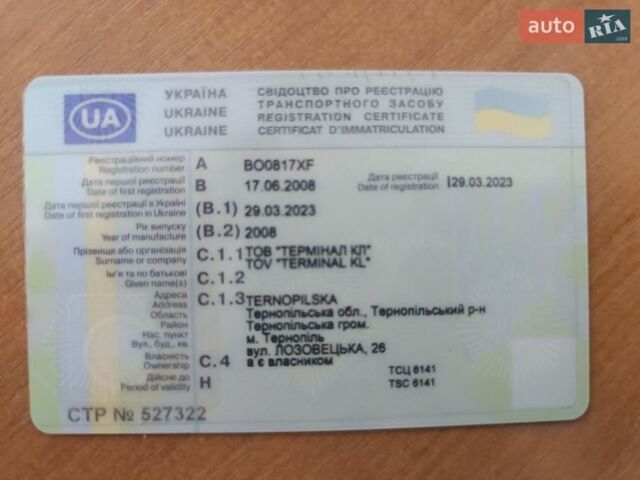 auto RIA.com
УКРАЇНА СВІДОЦТВО ПРО РЕЄСТРАЦІЮ
ТРАНСПОРТНОГО ЗАСОБУ
UA UKRAINE REGISTRATION CERTIFICATE
UKRAINE CERTIFICAT D'IMMATRICULATION
Реєстраційний номер A BO0817XF
Registration number
Дата першої реєстрації B 17.06.2008 Дата реєстрації I 29.03.2023
Date of first registration Date of registration
Дата першої реєстрації в Україні (B.1) 29.03.2023
Date of first registration in Ukraine
Рік випуску (B.2) 2008
Year of manufacture
Прізвище або організація C.1.1 ТОВ "ТЕРМІНАЛ КЛ"
Surname or company TOV "TERMINAL KL"
Ім'я та по батькові C.1.2
Given name(s)
Адреса C.1.3 TERNOPILSKA
Address
Область Тернопільська обл., Тернопільський р-н
Район Тернопільська гром.
Нас. пункт м. Тернопіль
Вул., буд., кв. вул. ЛОЗОВЕЦЬКА, 26
Власність C.4 а є власником
Ownership
Дійсне до H ТСЦ 6141
Period of validity TSC 6141
СТР № 527322